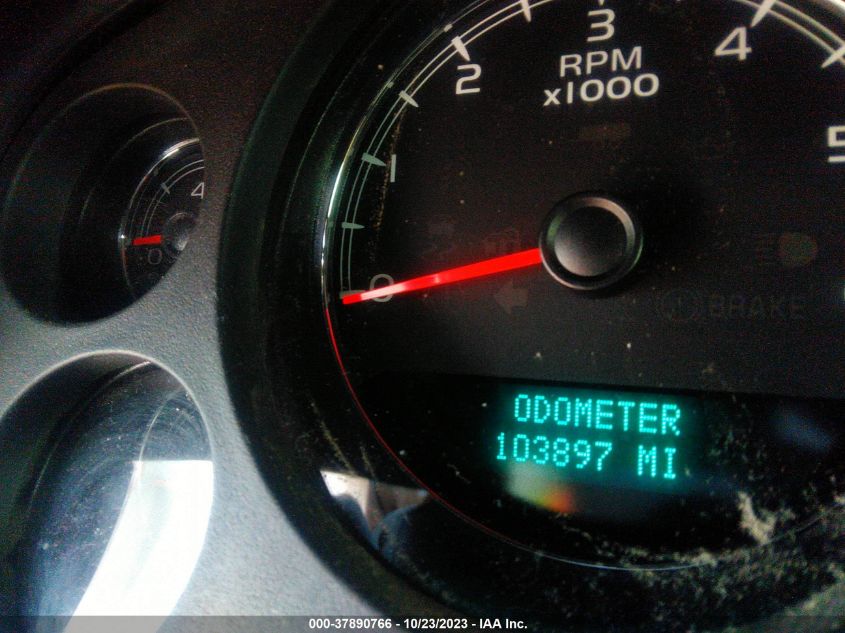 3
2
4
RPM
x1000
1
5
4
0
0
BRAKE
ODOMETER
103897 MI
000-37890766 - 10/23/2023 - IAA Inc.